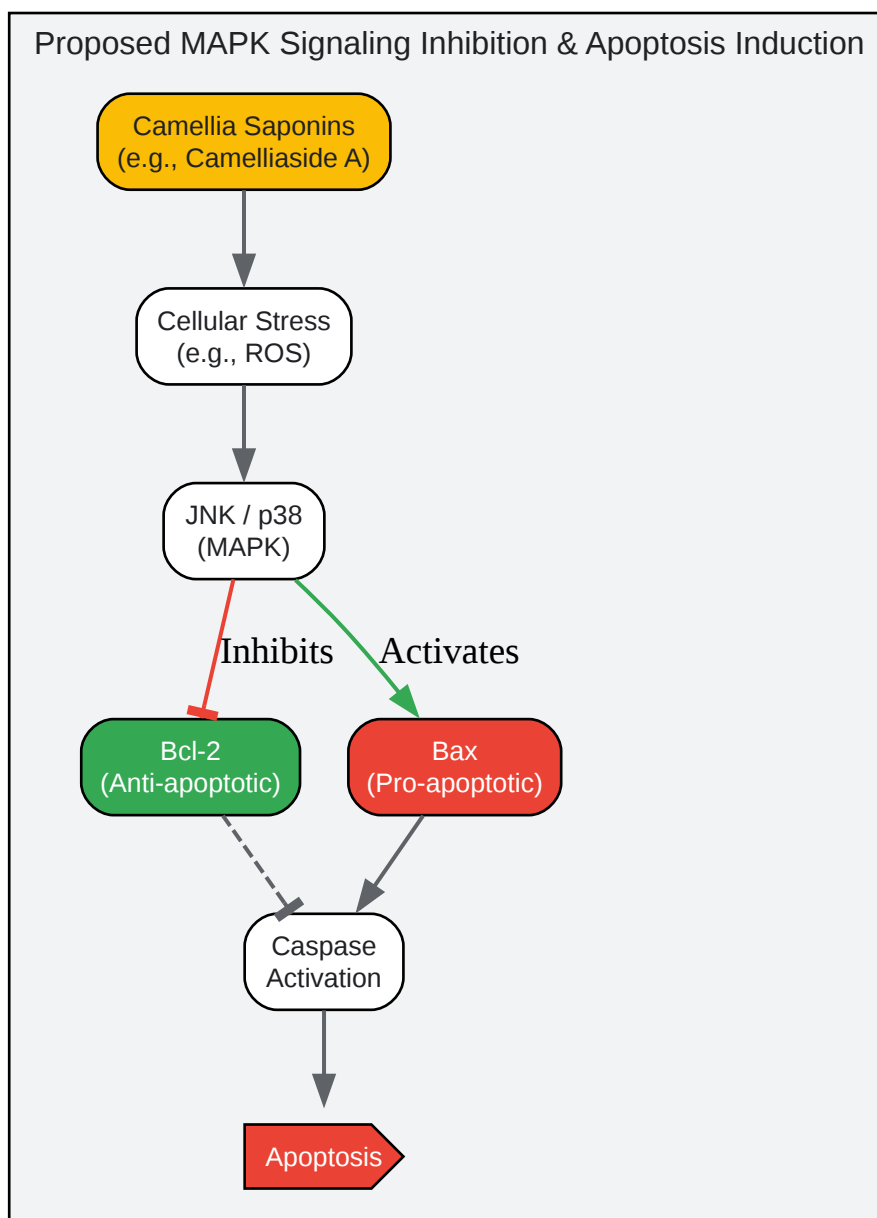 Proposed MAPK Signaling Inhibition & Apoptosis Induction
Camellia Saponins
(e.g., Camelliaside A)
Cellular Stress
(e.g., ROS)
JNK / p38
(MAPK)
Inhibits
Activates
Bcl-2
(Anti-apoptotic)
Bax
(Pro-apoptotic)
Caspase
Activation
Apoptosis